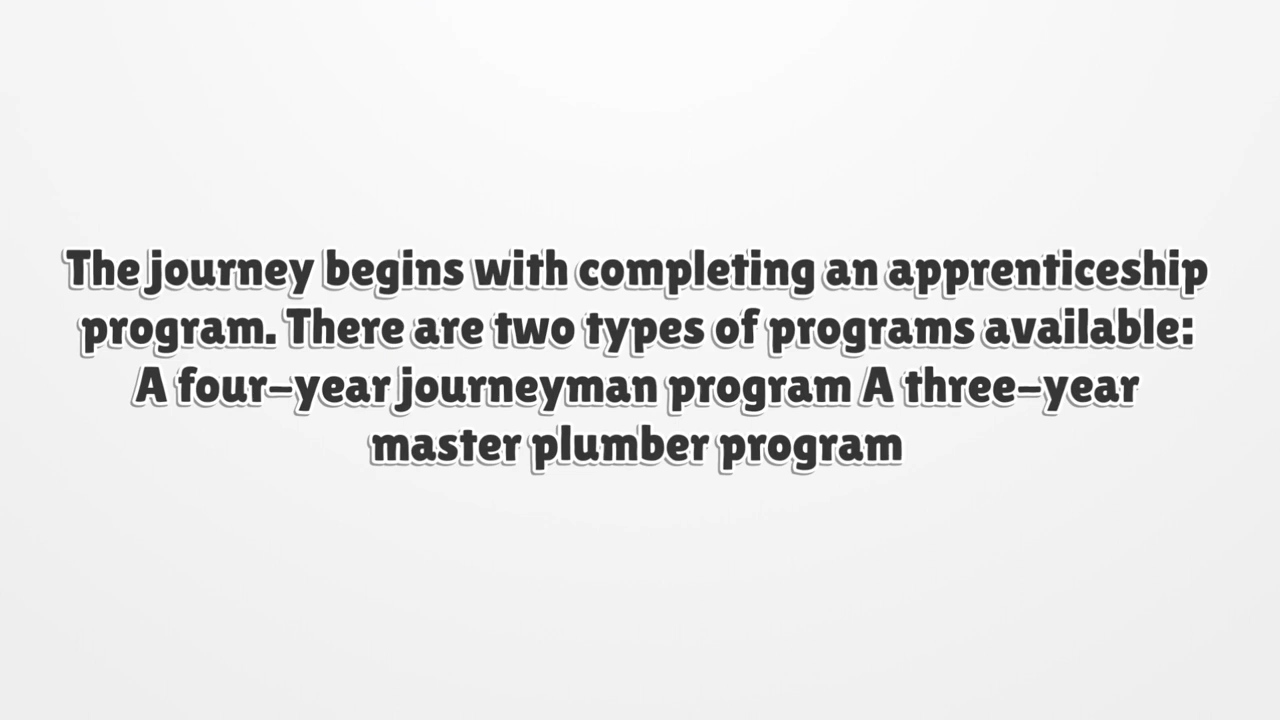 The journey begins with completing an apprenticeship
program. There are two types of programs available:
A four-year journeyman program A three-year
master plumber program